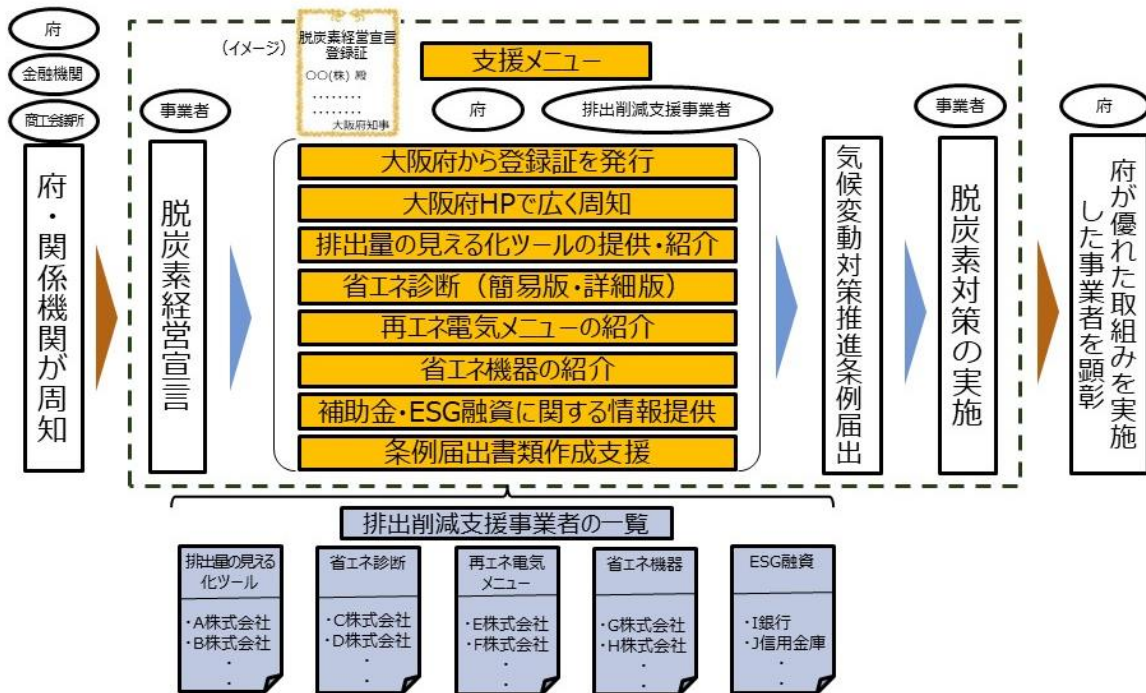 府
金融機関
商工会議所
府・関係機関が周知
事業者
脱炭素経営宣言
（イメージ）
脱炭素経営宣言
登録証
○○(株) 殿
‥‥‥‥
‥‥‥‥
大阪府知事
支援メニュー
府
排出削減支援事業者
大阪府から登録証を発行
大阪府HPで広く周知
排出量の見える化ツールの提供・紹介
省エネ診断（簡易版・詳細版）
再エネ電気メニューの紹介
省エネ機器の紹介
補助金・ESG融資に関する情報提供
条例届出書類作成支援
気候変動対策推進条例届出
事業者
脱炭素対策の実施
府
府が優れた取組みを実施
した事業者を顕彰
排出削減支援事業者の一覧
排出量の見える
化ツール
・A株式会社
・B株式会社
・
・
省エネ診断
・C株式会社
・D株式会社
・
・
再エネ電気
メニュー
・E株式会社
・F株式会社
・
・
省エネ機器
・G株式会社
・H株式会社
・
・
ESG融資
・I銀行
・J信用金庫
・
・